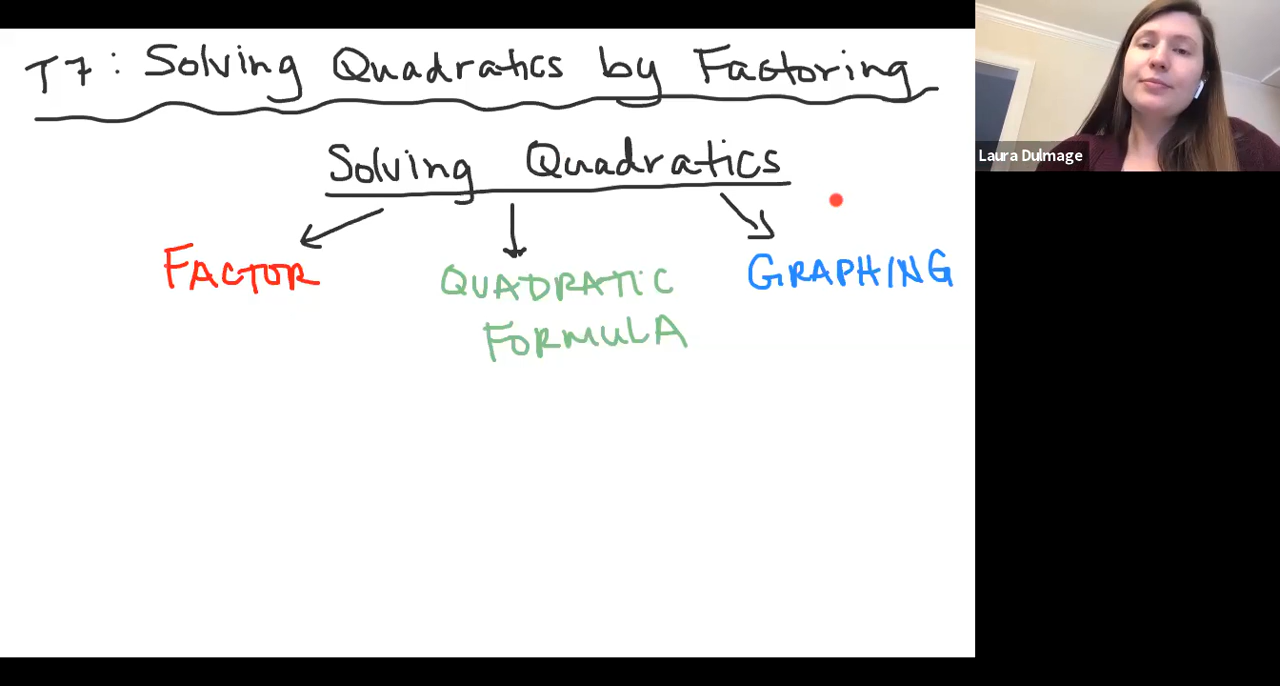 T7: Solving Quadratics by Factoring
Solving Quadratics
FACTOR
QUADRATIC
FORMULA
GRAPHING
Laura Dulmage